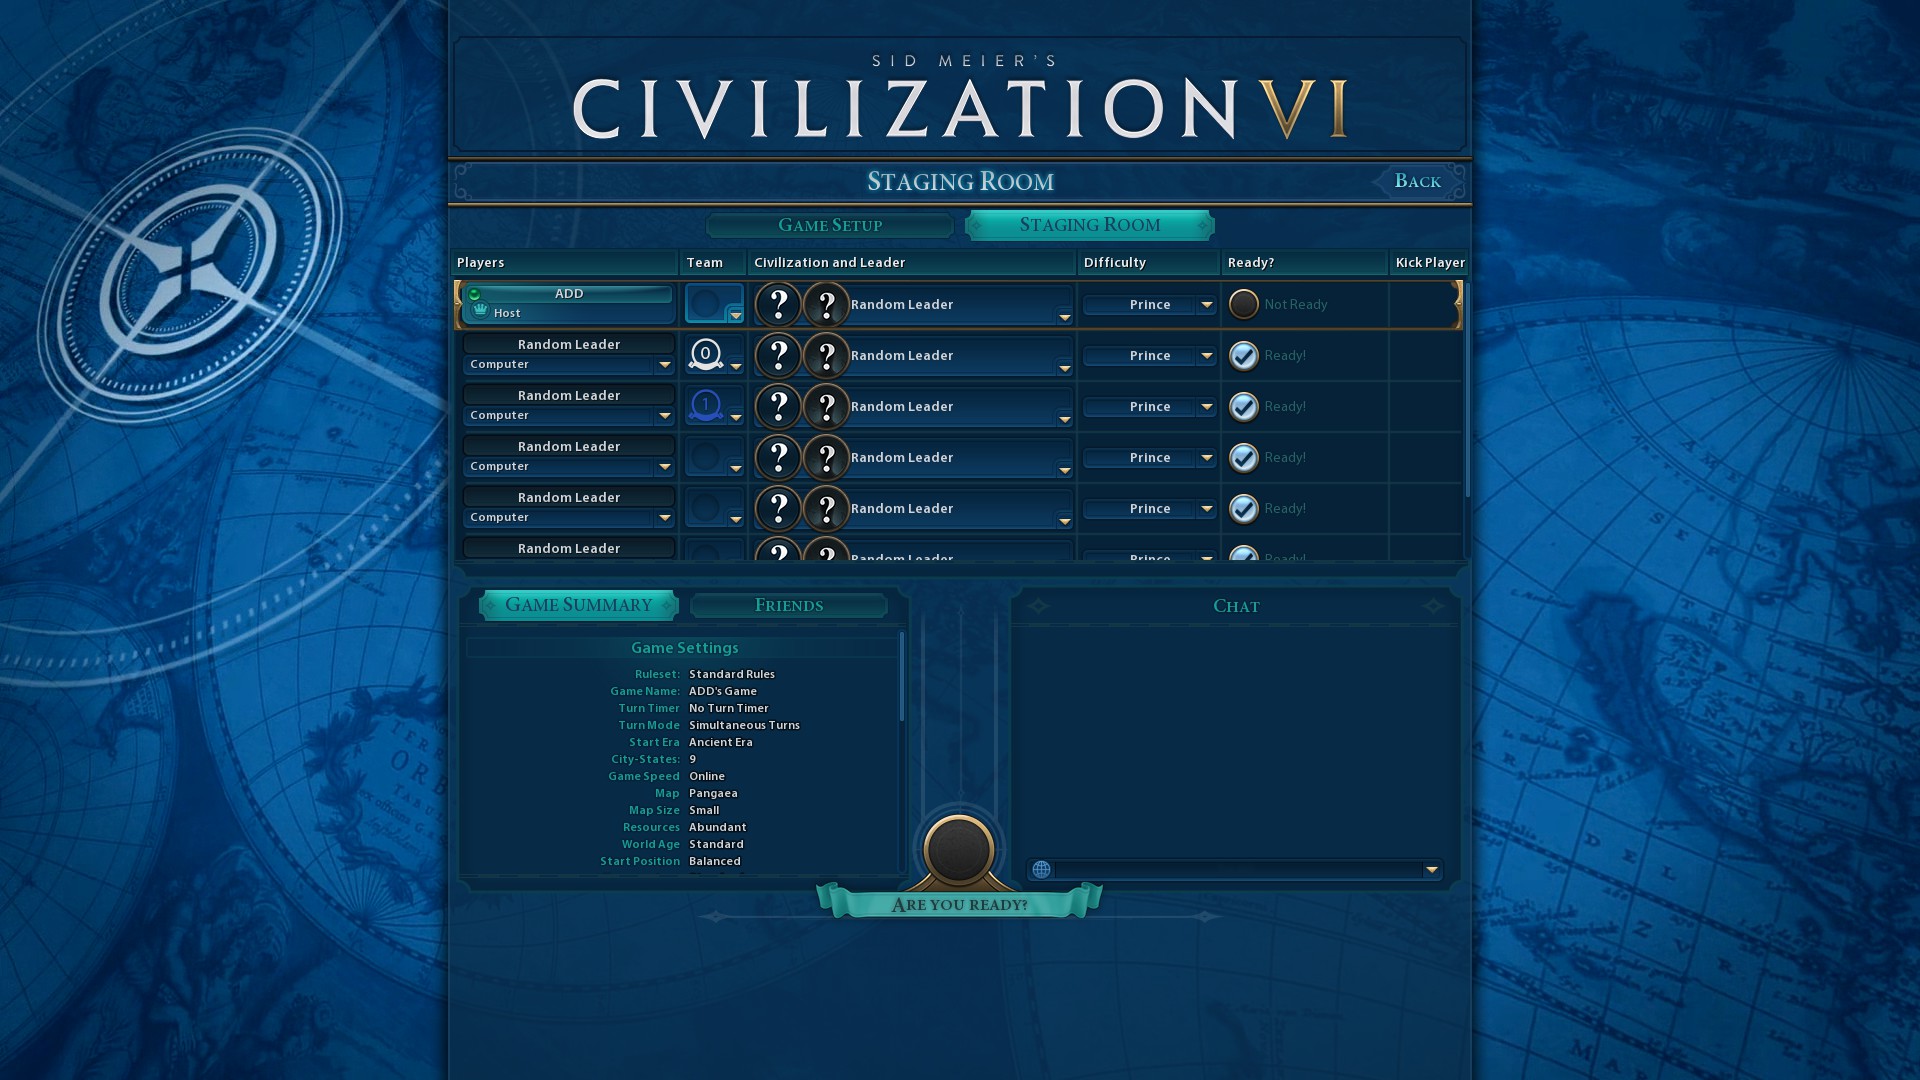 SID MEIER'S
CIVILIZATION VI
STAGING ROOM
BACK
GAME SETUP
STAGING ROOM
Players Team Civilization and Leader Difficulty Ready? Kick Player
ADD
Host
Random Leader Prince Not Ready
Random Leader
Computer
0 Random Leader Prince Ready!
Random Leader
Computer
1 Random Leader Prince Ready!
Random Leader
Computer
Random Leader Prince Ready!
Random Leader
Computer
Random Leader Prince Ready!
Random Leader
Random Leader Prince Ready!
GAME SUMMARY
FRIENDS
Game Settings
Ruleset: Standard Rules
Game Name: ADD's Game
Turn Timer No Turn Timer
Turn Mode Simultaneous Turns
Start Era Ancient Era
City-States: 9
Game Speed Online
Map Pangaea
Map Size Small
Resources Abundant
World Age Standard
Start Position Balanced
CHAT
ARE YOU READY?